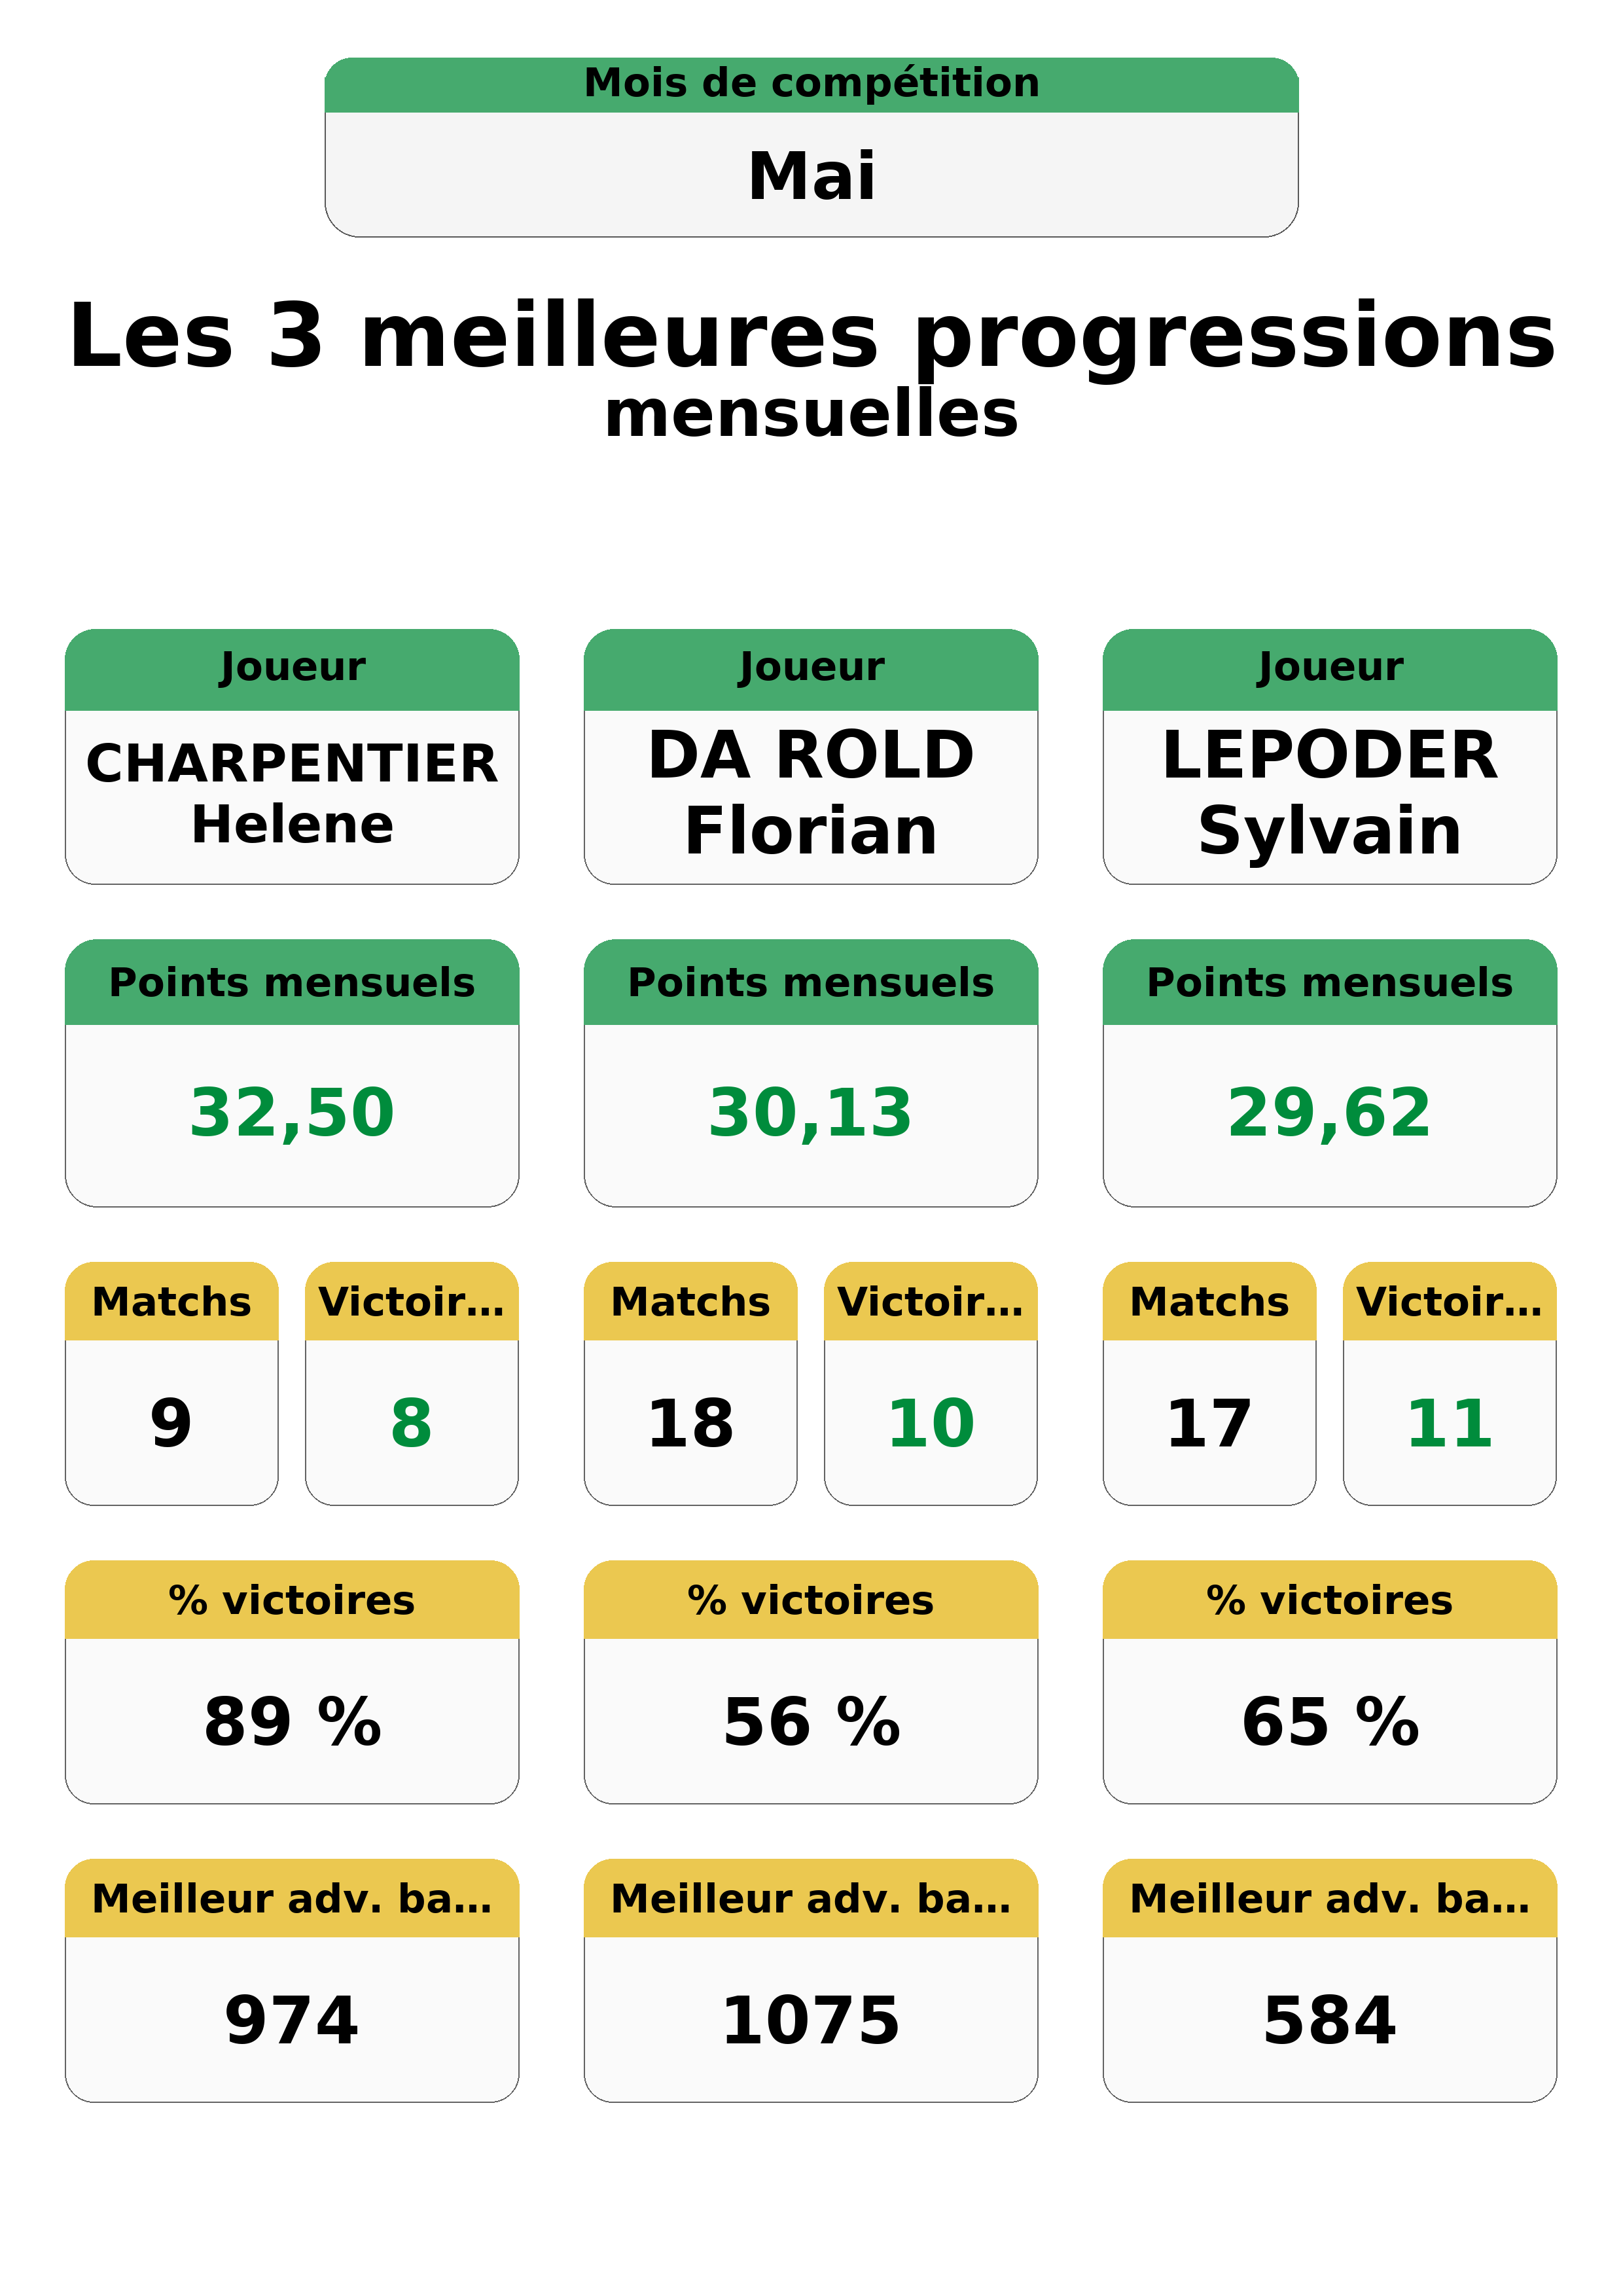 Mois de compétition
Mai
Les 3 meilleures progressions
mensuelles
Joueur
CHARPENTIER
Helene
Joueur
DA ROLD
Florian
Joueur
LEPODER
Sylvain
Points mensuels
32,50
Points mensuels
30,13
Points mensuels
29,62
Matchs
9
Victoir...
8
Matchs
18
Victoir...
10
Matchs
17
Victoir...
11
% victoires
89 %
% victoires
56 %
% victoires
65 %
Meilleur adv. ba...
974
Meilleur adv. ba...
1075
Meilleur adv. ba...
584